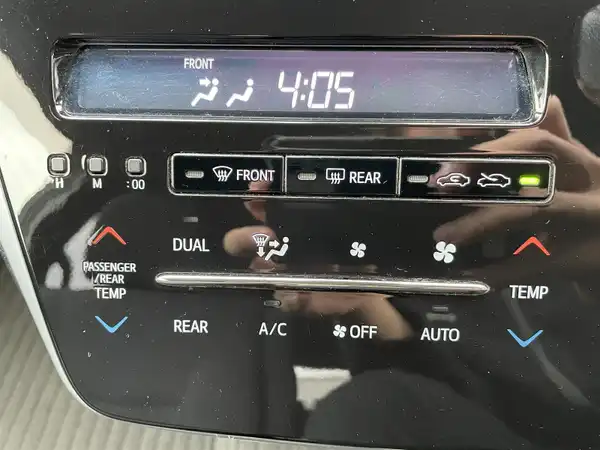 FRONT
4:05
H M :00
FRONT REAR
DUAL
PASSENGER
/REAR
TEMP
TEMP
REAR A/C OFF AUTO